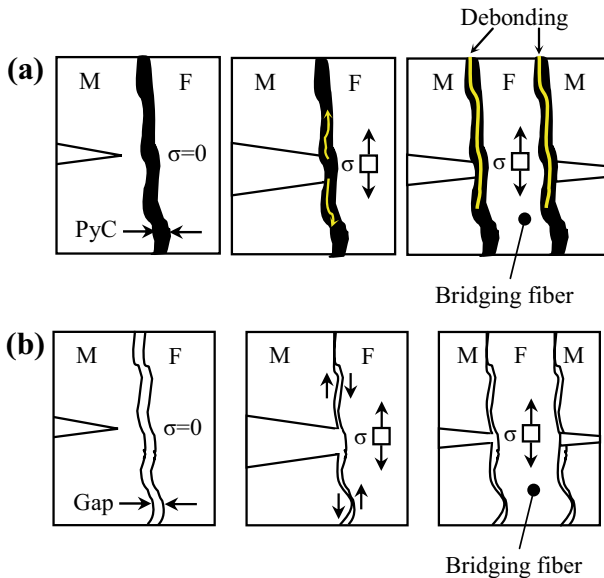 Debonding
(a)
M F
σ=0
PyC
M F
σ
M F M
σ
Bridging fiber
(b)
M F
σ=0
Gap
M F
σ
M F M
σ
Bridging fiber